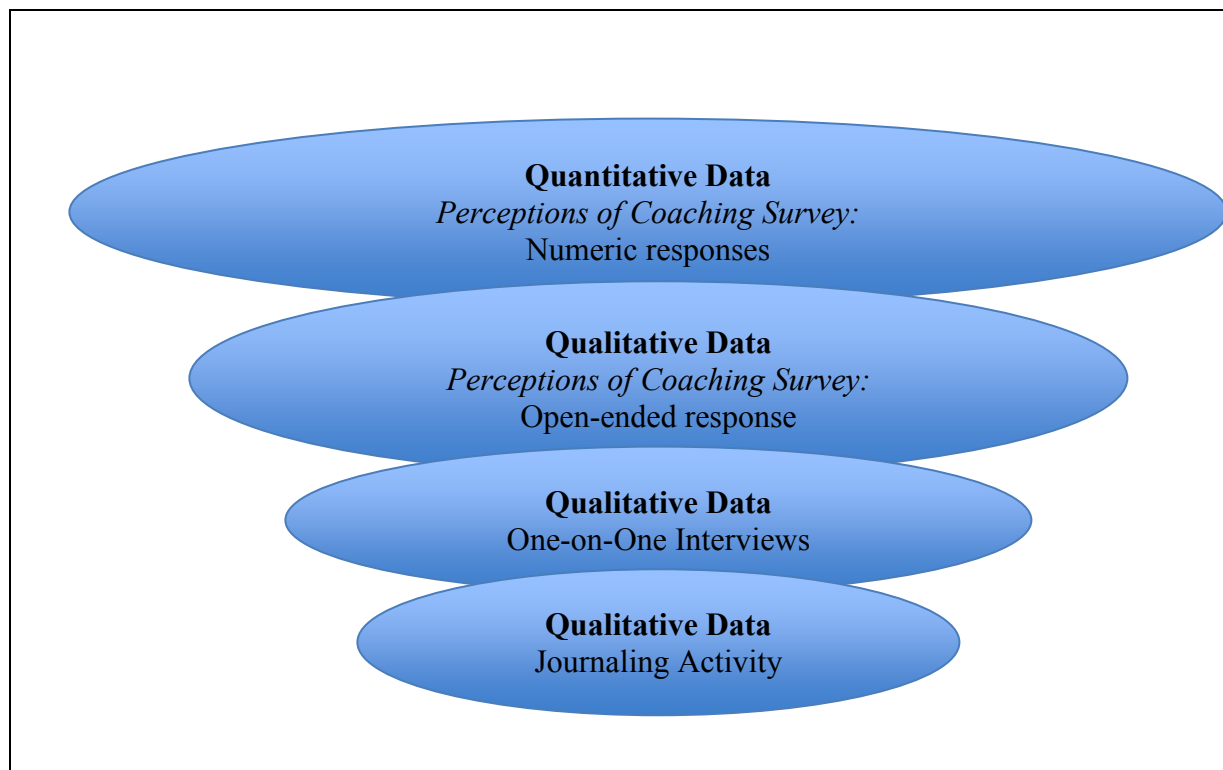 Quantitative Data
Perceptions of Coaching Survey:
Numeric responses
Qualitative Data
Perceptions of Coaching Survey:
Open-ended response
Qualitative Data
One-on-One Interviews
Qualitative Data
Journaling Activity